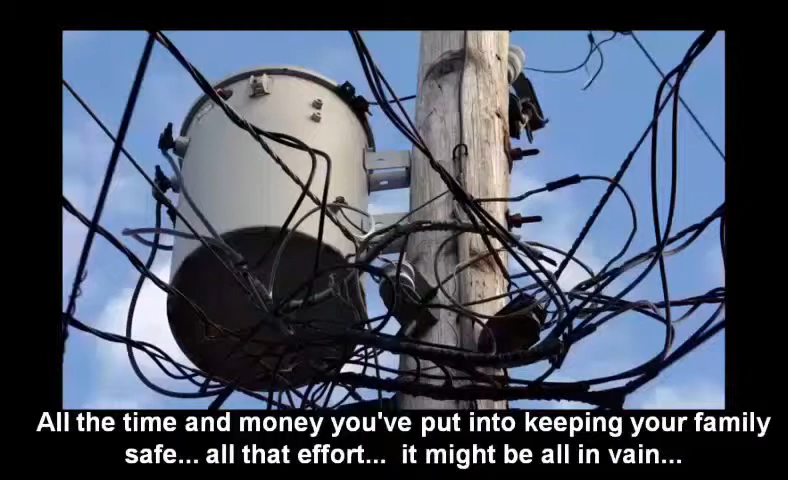 All the time and money you've put into keeping your family
safe... all that effort...  it might be all in vain...